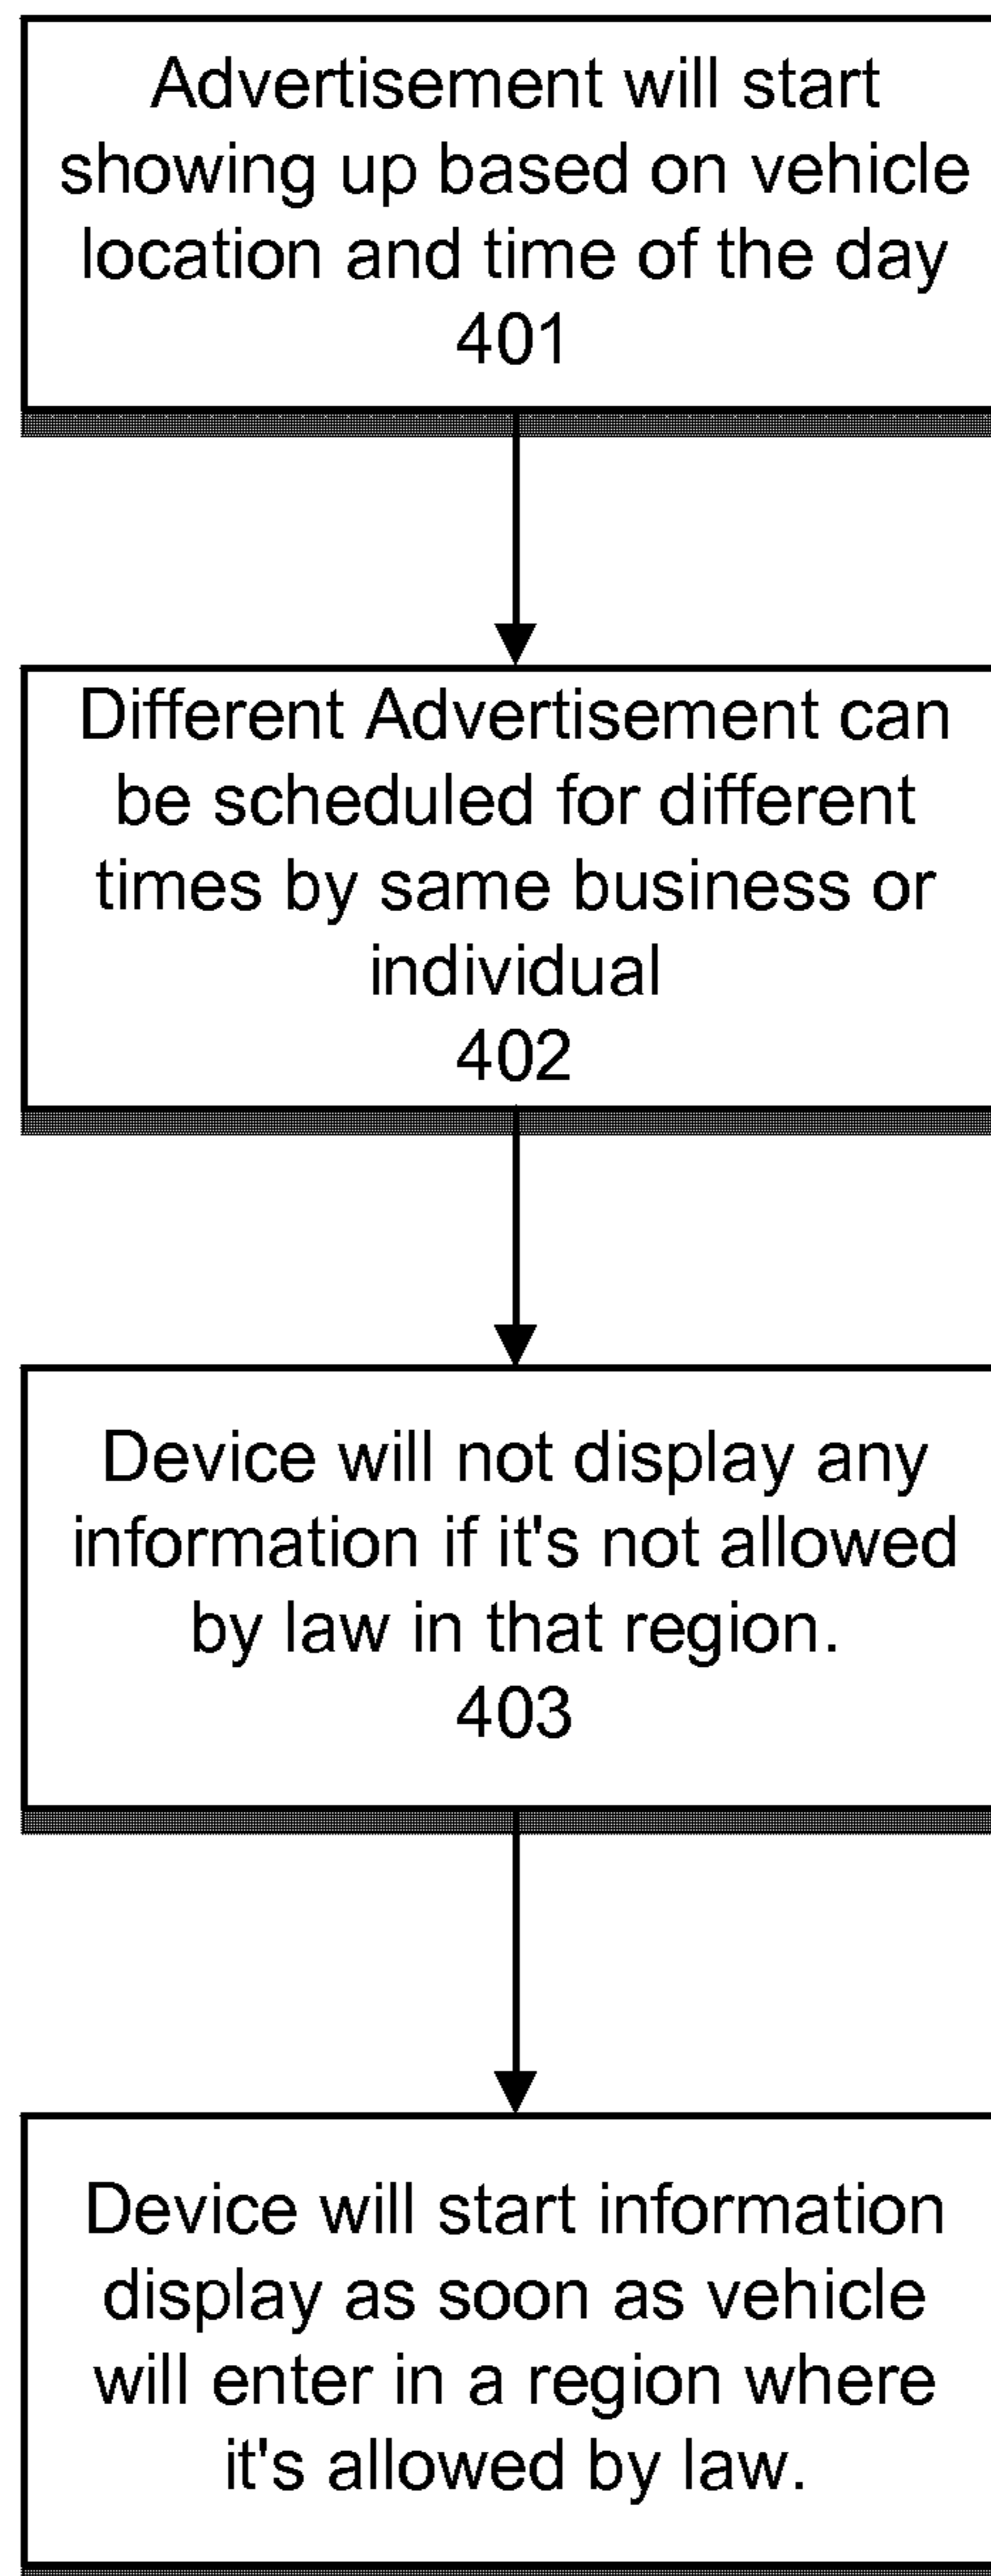 Advertisement will start
showing up based on vehicle
location and time of the day
401
Different Advertisement can
be scheduled for different
times by same business or
individual
402
Device will not display any
information if it's not allowed
by law in that region.
403
Device will start information
display as soon as vehicle
will enter in a region where
it's allowed by law.